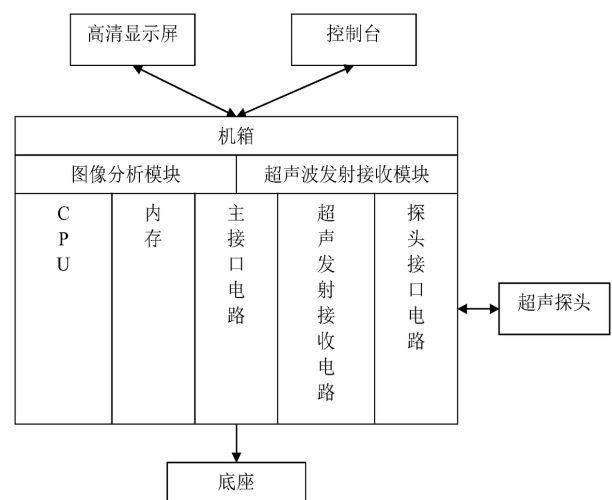 高清显示屏
控制台
机箱
图像分析模块
超声波发射接收模块
CPU
内存
主接口电路
超声发射接收电路
探头接口电路
超声探头
底座